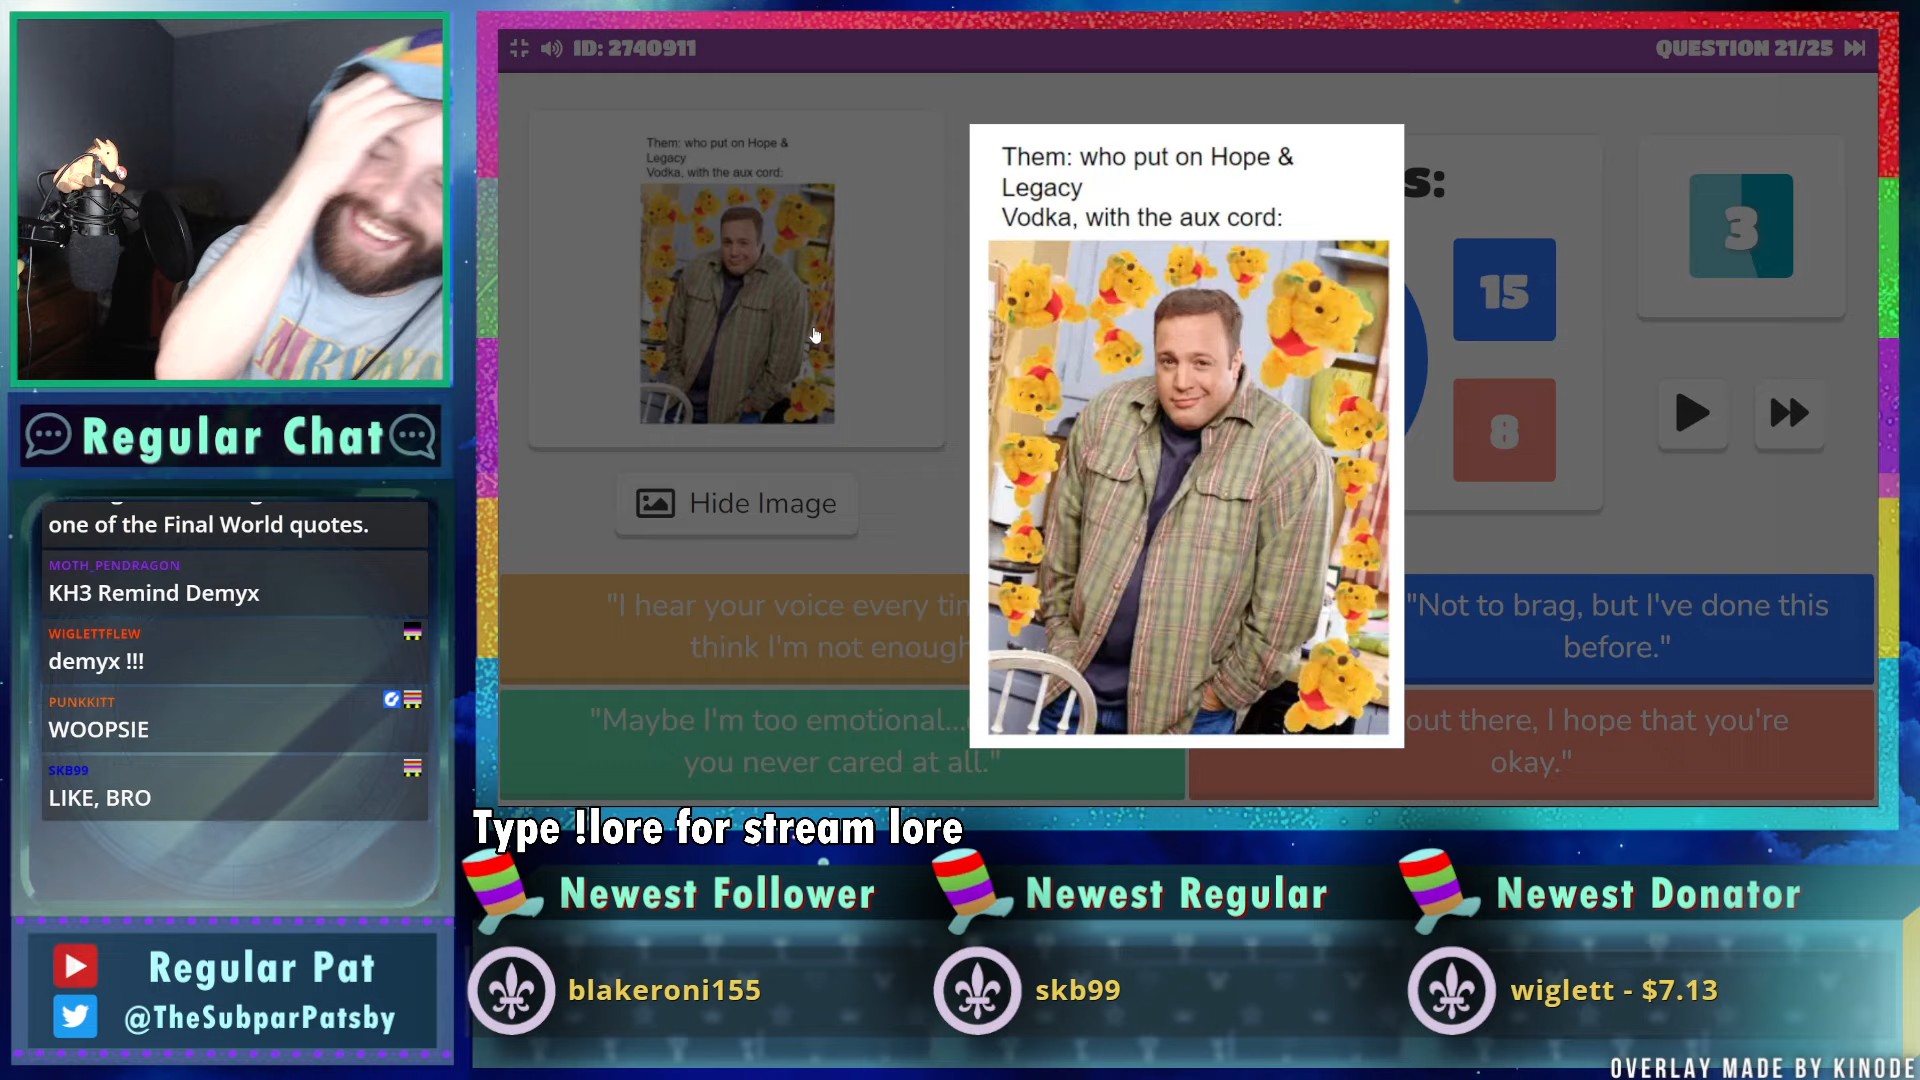 ID: 2740911
QUESTION 21/25
Them: who put on Hope &
Legacy
Vodka, with the aux cord:
Them: who put on Hope &
Legacy
Vodka, with the aux cord:
S:
3
15
8
Hide Image
"I hear your voice every
think I'm not enough
"Not to brag, but I've done this
before."
"Maybe I'm too emotional...
you never cared at all."
out there, I hope that you're
okay."
Regular Chat
one of the Final World quotes.
MOTH_PENDRAGON
KH3 Remind Demyx
WIGLETTFLEW
demyx !!!
PUNKKITT
WOOPSIE
SKB99
LIKE, BRO
Type !lore for stream lore
Newest Follower
Newest Regular
Newest Donator
blakeroni155
skb99
wiglett - $7.13
Regular Pat
@TheSubparPatsby
OVERLAY MADE BY KINODE